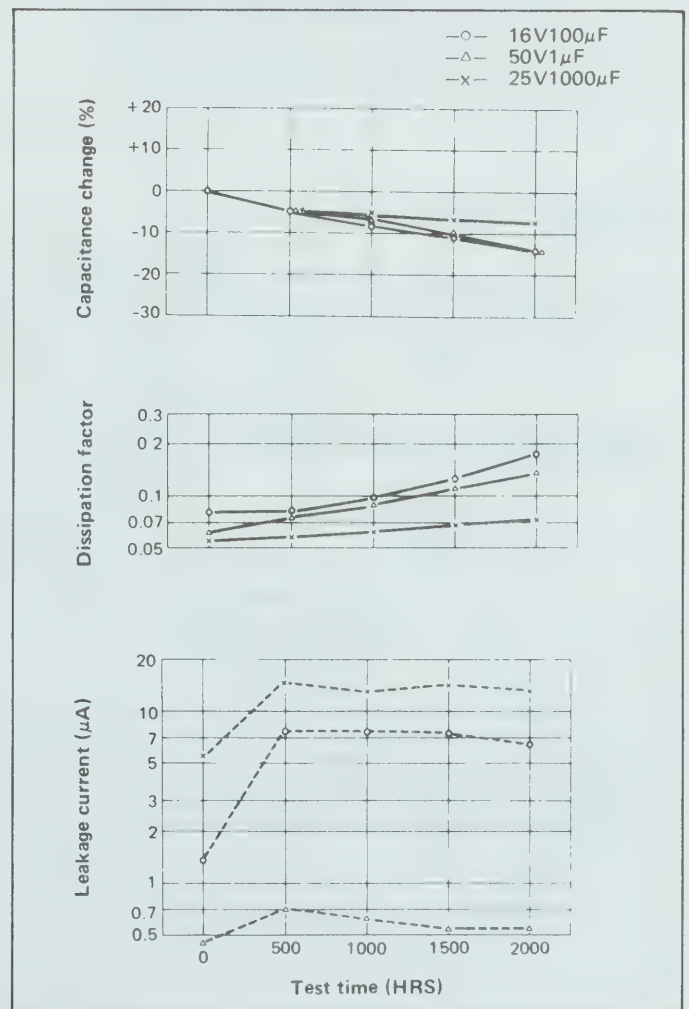 —○— 16V100μF
—△— 50V1μF
—×— 25V1000μF
Capacitance change (%)
+20
+10
0
-10
-20
-30
Dissipation factor
0.3
0.2
0.1
0.07
0.05
Leakage current (μA)
20
10
7
5
3
2
1
0.7
0.5
0 500 1000 1500 2000
Test time (HRS)